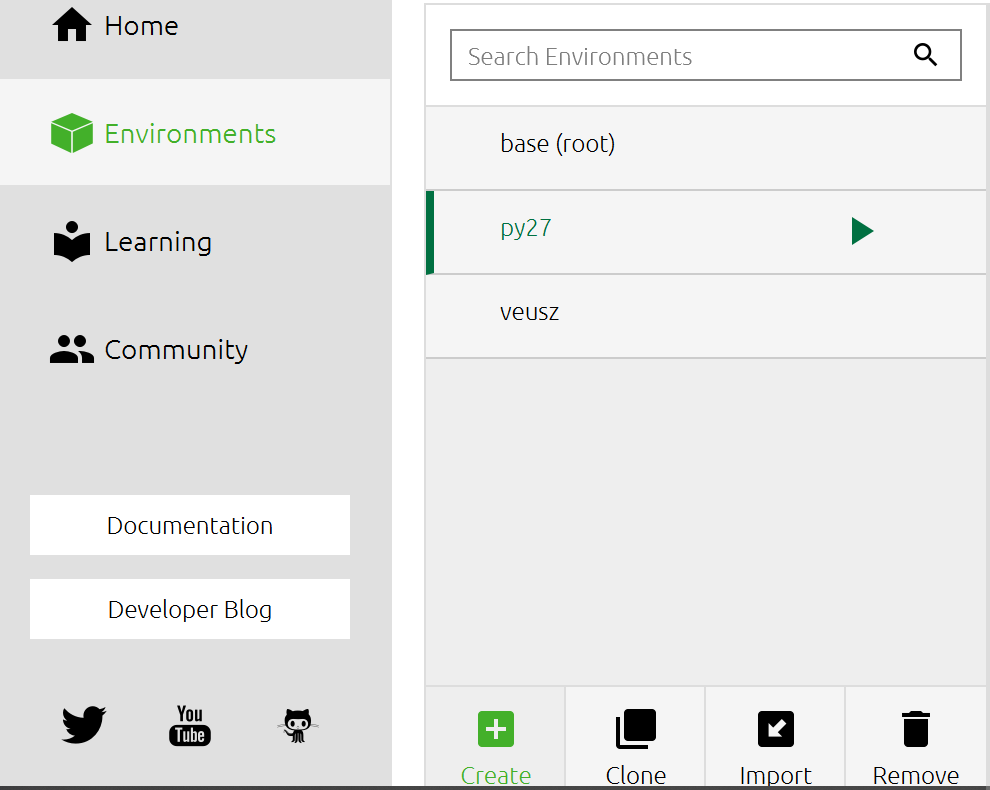 Home
Environments
Learning
Community
Documentation
Developer Blog
You
Tube
Search Environments
base (root)
py27
veusz
Create
Clone
Import
Remove